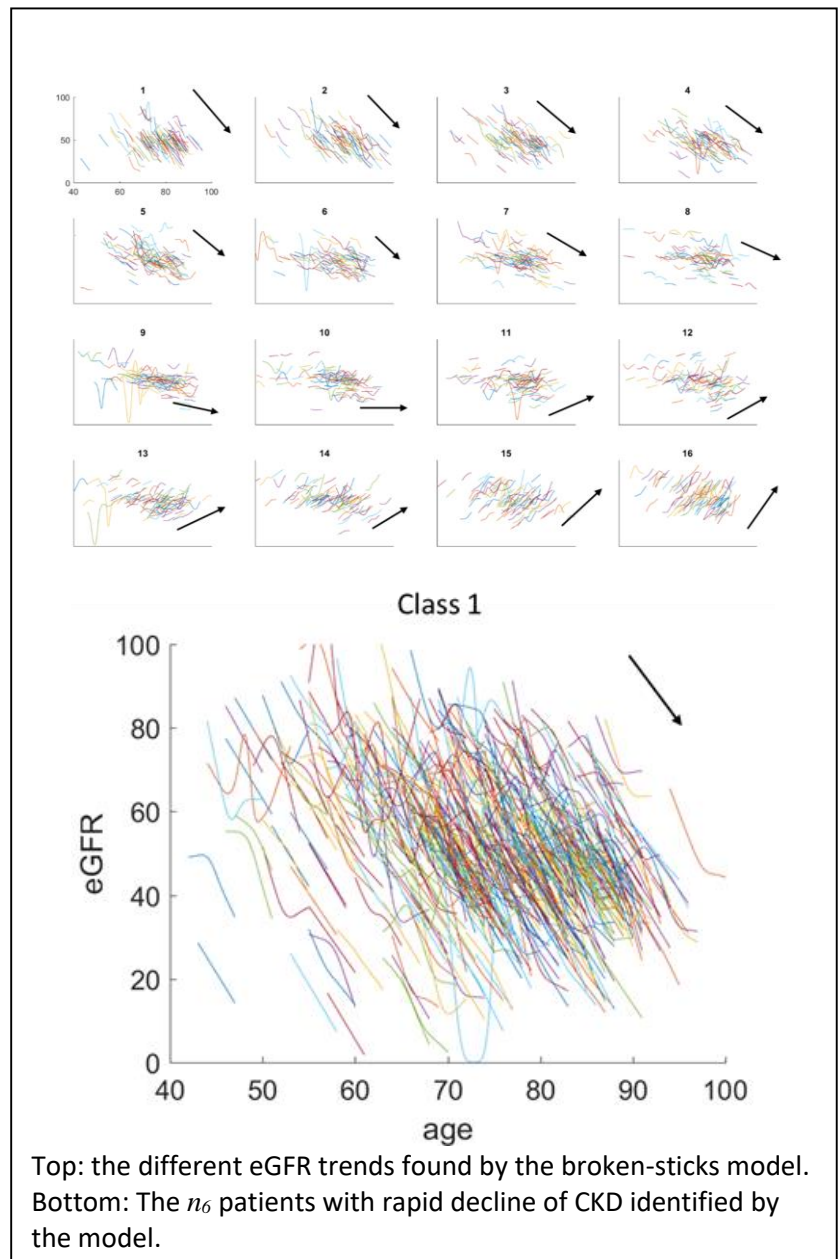 1 2 3 4
100
50
0
40 60 80 100
5 6 7 8
9 10 11 12
13 14 15 16
Class 1
100
80
60
40
20
0
eGFR
40 50 60 70 80 90 100
age
Top: the different eGFR trends found by the broken-sticks model.
Bottom: The n₆ patients with rapid decline of CKD identified by
the model.